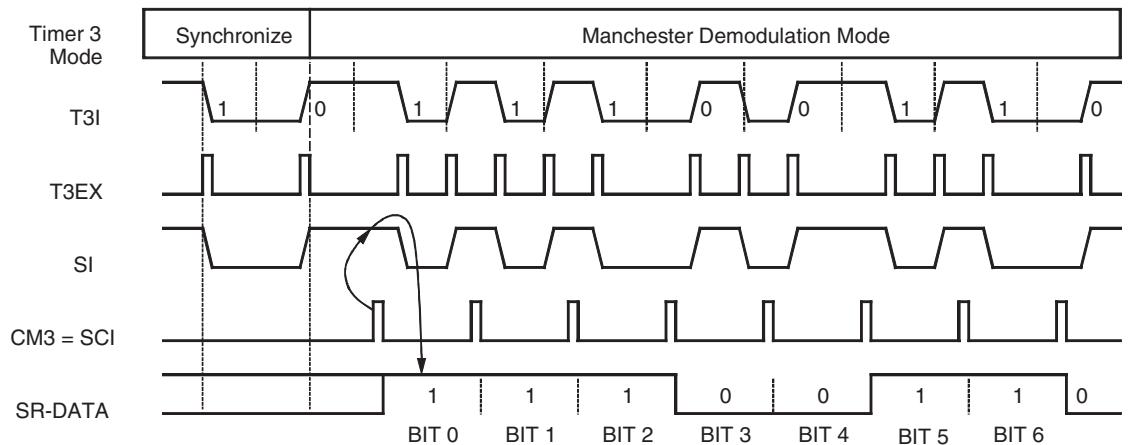 Timer 3
Mode
Synchronize
Manchester Demodulation Mode
T3I
1 0 1 1 1 0 0 0 1 1 0
T3EX
SI
CM3 = SCI
SR-DATA
1 1 1 0 0 1 1 0
BIT 0 BIT 1 BIT 2 BIT 3 BIT 4 BIT 5 BIT 6